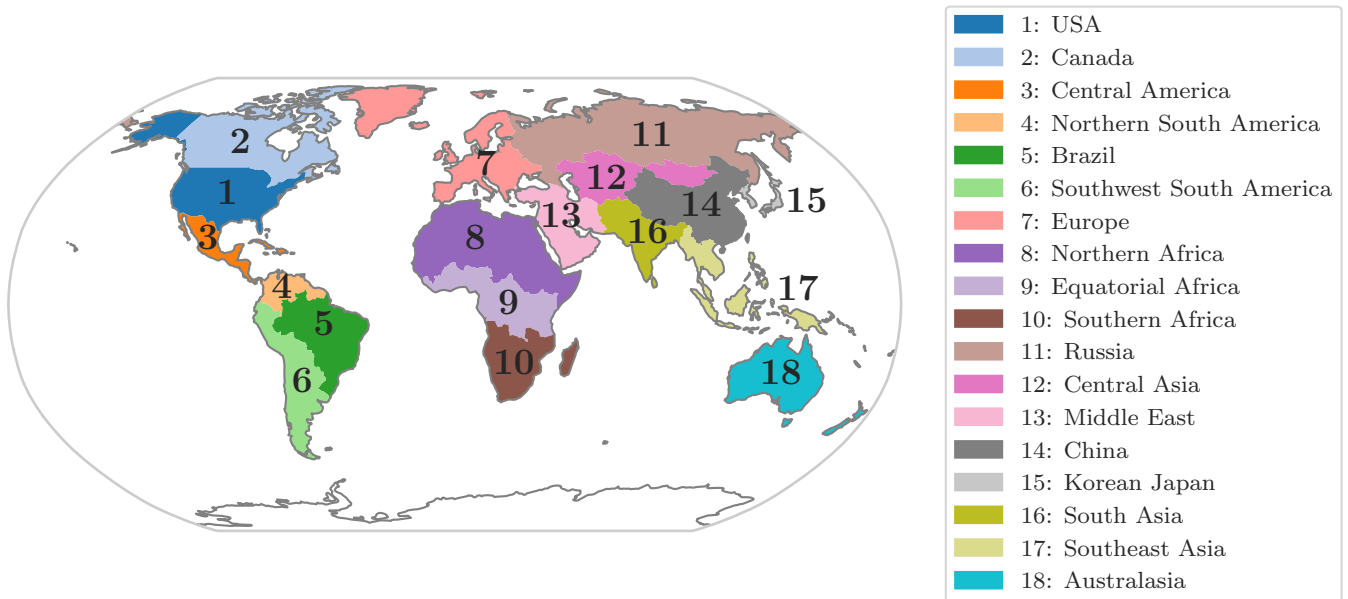 2
11
7
12
1
13
14
15
3
8
16
4
17
9
5
10
18
6
1: USA
2: Canada
3: Central America
4: Northern South America
5: Brazil
6: Southwest South America
7: Europe
8: Northern Africa
9: Equatorial Africa
10: Southern Africa
11: Russia
12: Central Asia
13: Middle East
14: China
15: Korean Japan
16: South Asia
17: Southeast Asia
18: Australasia